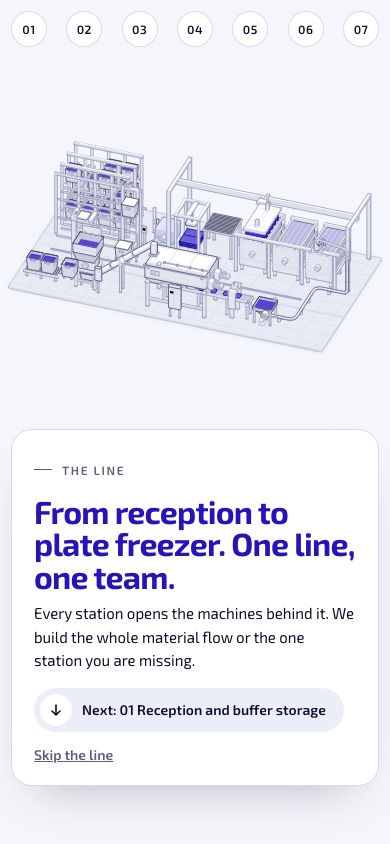 01 02 03 04 05 06 07
THE LINE
From reception to
plate freezer. One line,
one team.
Every station opens the machines behind it. We
build the whole material flow or the one
station you are missing.
Next: 01 Reception and buffer storage
Skip the line